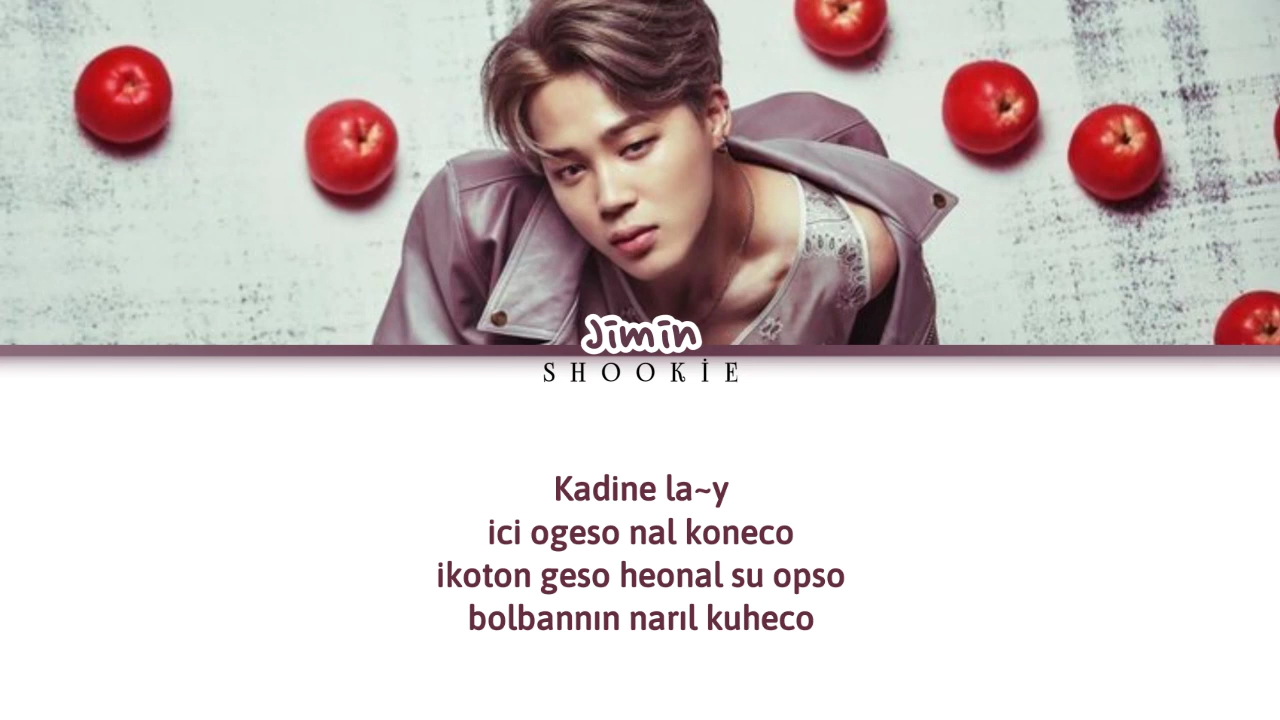 Jimin
SHOOKİE
Kadine la~y
ici ogeso nal koneco
ikoton geso heonal su opso
bolbannın narıl kuheco